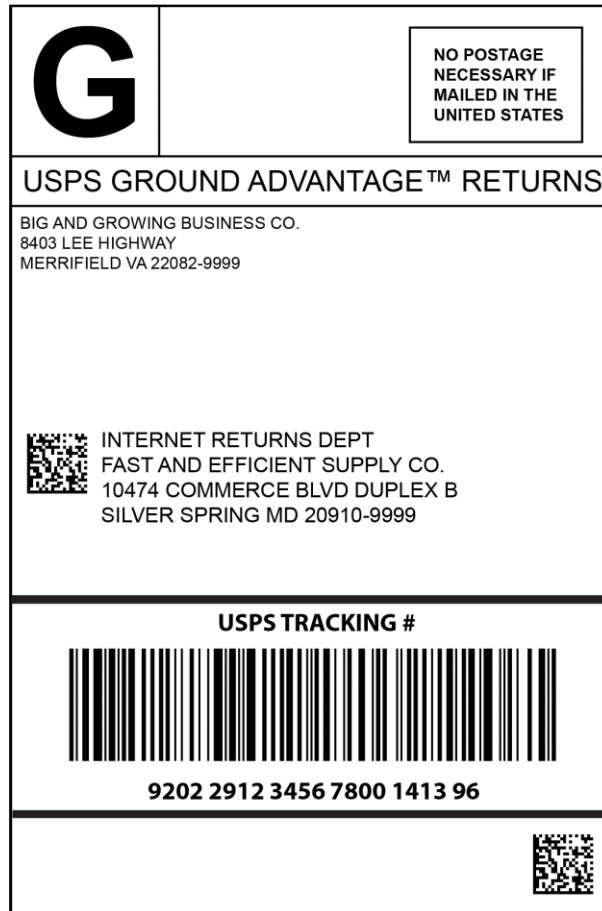 G
NO POSTAGE
NECESSARY IF
MAILED IN THE
UNITED STATES
USPS GROUND ADVANTAGE™ RETURNS
BIG AND GROWING BUSINESS CO.
8403 LEE HIGHWAY
MERRIFIELD VA 22082-9999
INTERNET RETURNS DEPT
FAST AND EFFICIENT SUPPLY CO.
10474 COMMERCE BLVD DUPLEX B
SILVER SPRING MD 20910-9999
USPS TRACKING #
9202 2912 3456 7800 1413 96